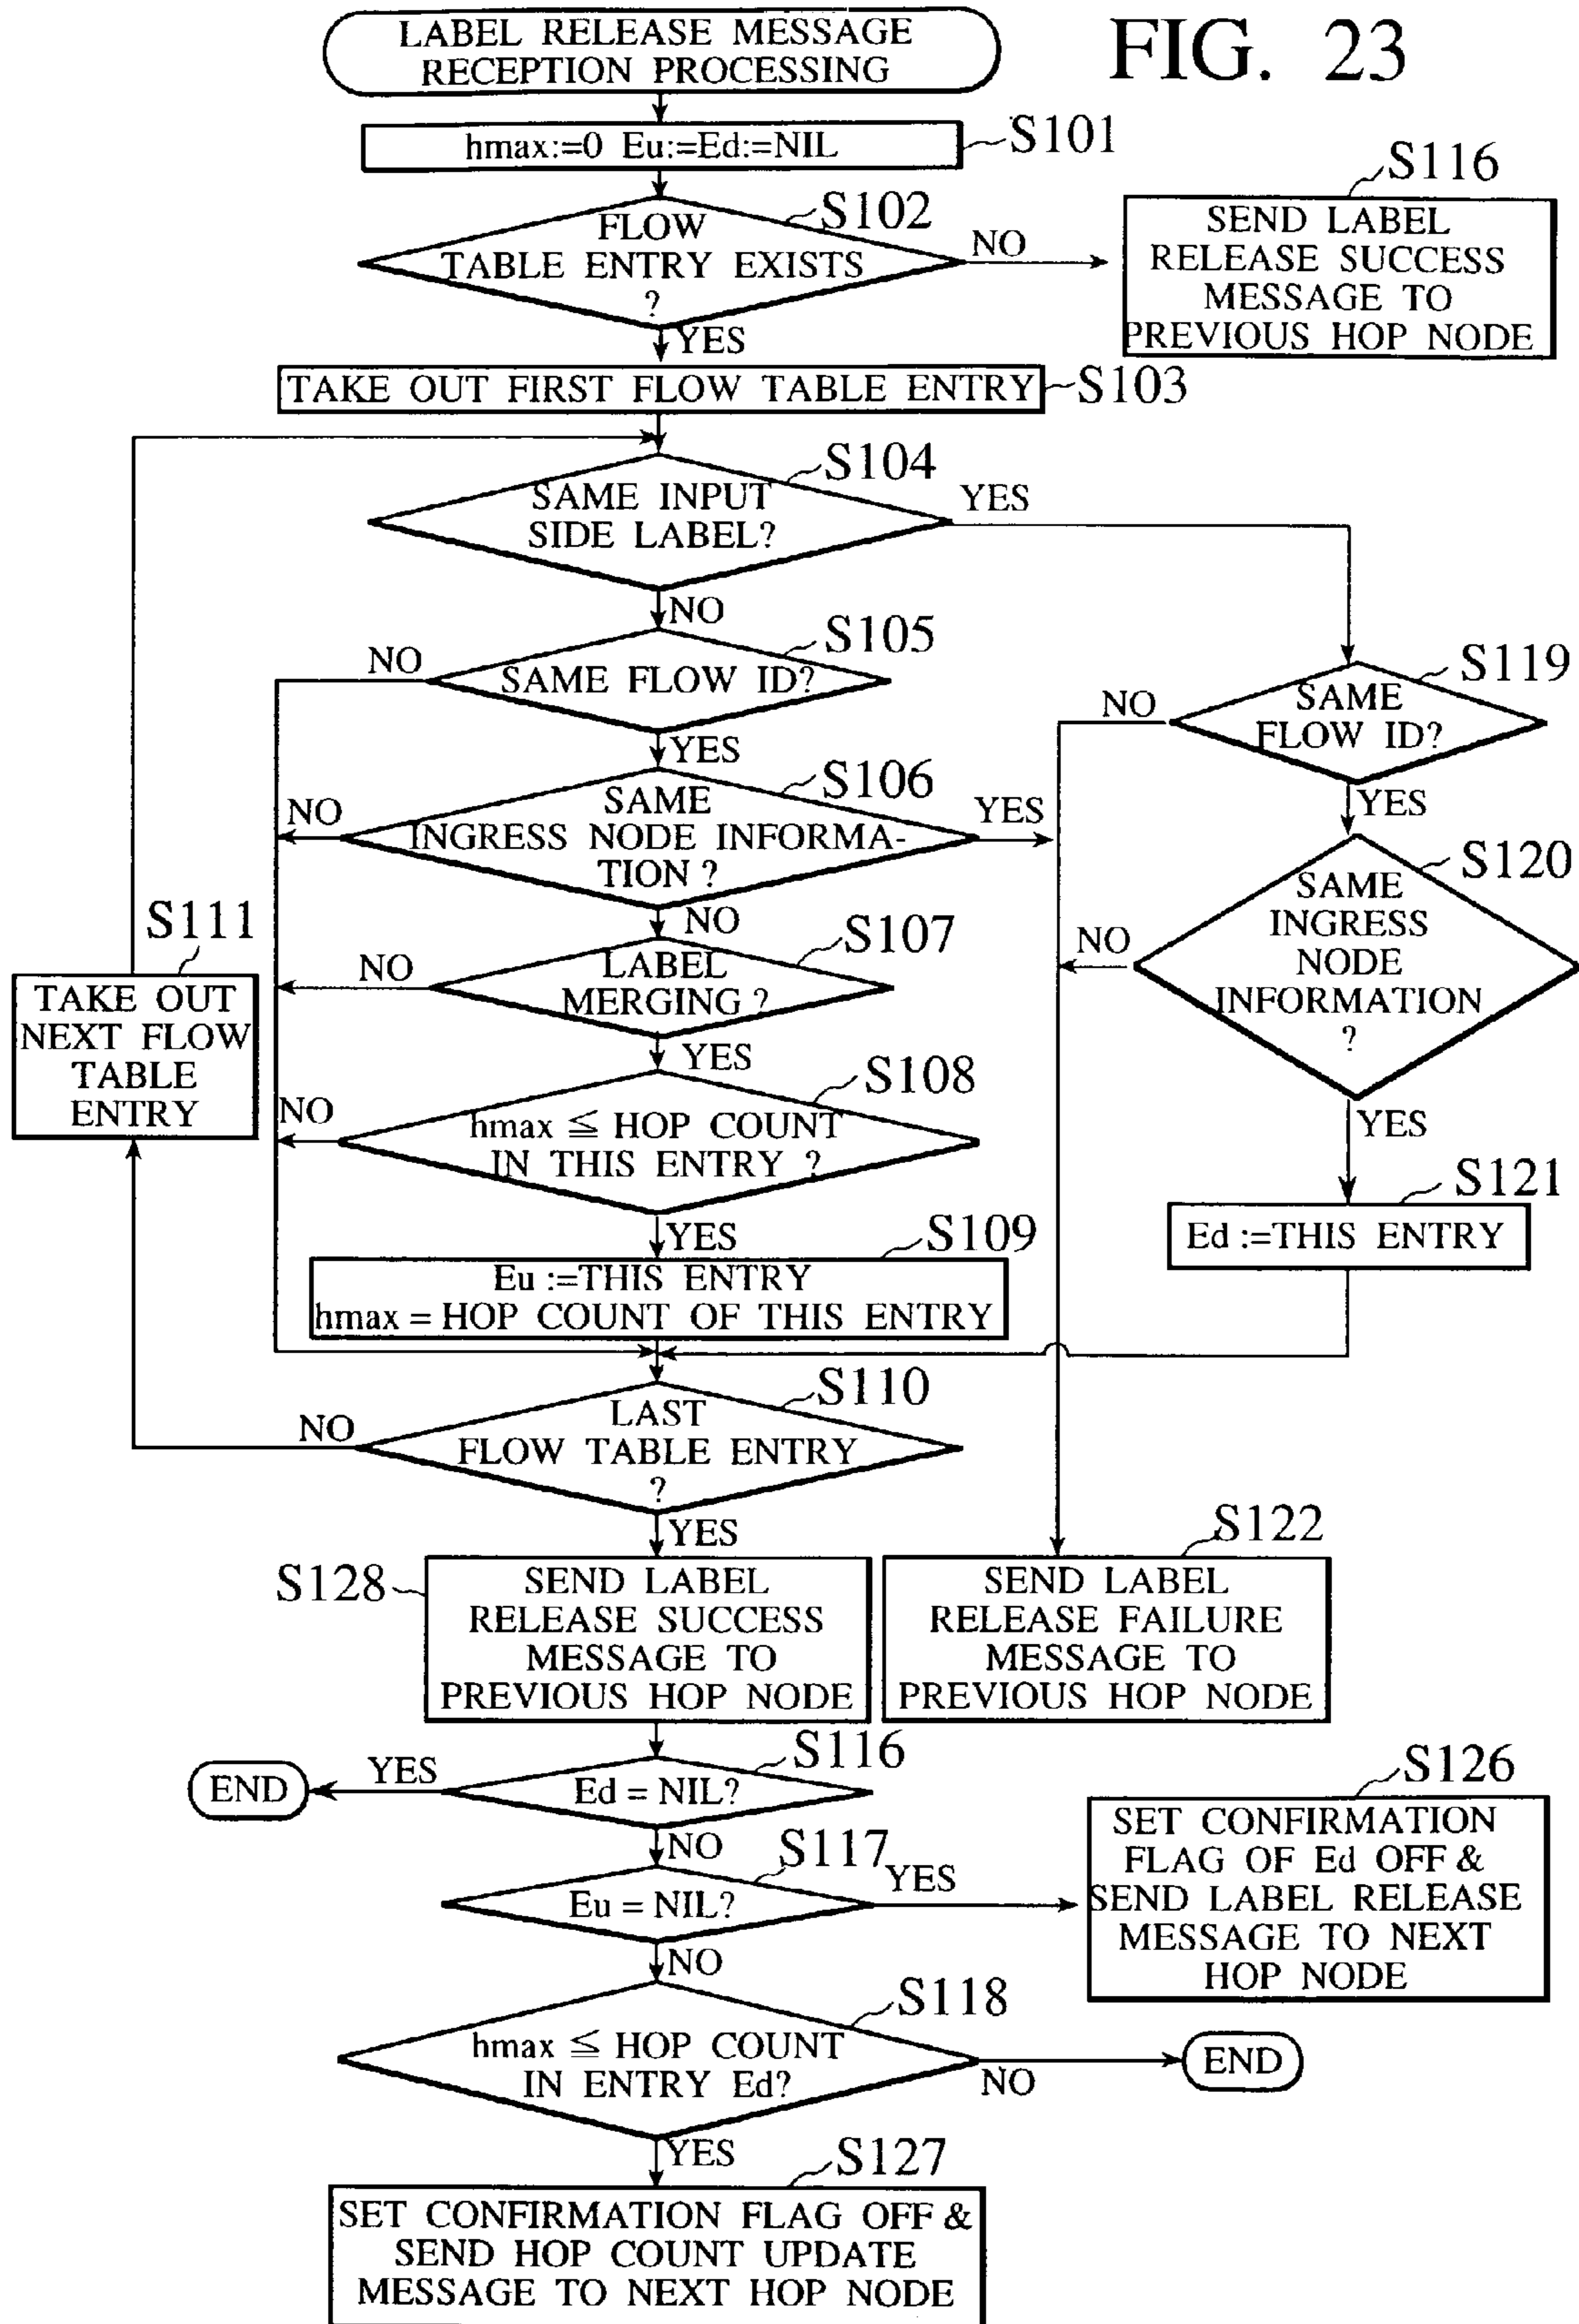 FIG. 23
LABEL RELEASE MESSAGE
RECEPTION PROCESSING
hmax:=0 Eu:=Ed:=NIL
S101
S102
FLOW
TABLE ENTRY EXISTS
?
NO
YES
S116
SEND LABEL
RELEASE SUCCESS
MESSAGE TO
PREVIOUS HOP NODE
TAKE OUT FIRST FLOW TABLE ENTRY
S103
S104
SAME INPUT
SIDE LABEL?
YES
NO
S105
SAME FLOW ID?
NO
YES
S119
SAME
FLOW ID?
NO
YES
S106
SAME
INGRESS NODE INFORMA-
TION ?
NO
YES
NO
S120
SAME
INGRESS
NODE
INFORMATION
?
NO
YES
S107
LABEL
MERGING ?
NO
YES
S111
TAKE OUT
NEXT FLOW
TABLE
ENTRY
S108
hmax ≦ HOP COUNT
IN THIS ENTRY ?
NO
YES
S121
Ed :=THIS ENTRY
S109
Eu :=THIS ENTRY
hmax = HOP COUNT OF THIS ENTRY
S110
LAST
FLOW TABLE ENTRY
?
NO
YES
S128
SEND LABEL
RELEASE SUCCESS
MESSAGE TO
PREVIOUS HOP NODE
S122
SEND LABEL
RELEASE FAILURE
MESSAGE TO
PREVIOUS HOP NODE
S116
Ed = NIL?
YES
END
NO
S117
Eu = NIL?
YES
NO
S126
SET CONFIRMATION
FLAG OF Ed OFF &
SEND LABEL RELEASE
MESSAGE TO NEXT
HOP NODE
S118
hmax ≦ HOP COUNT
IN ENTRY Ed?
NO
END
YES
S127
SET CONFIRMATION FLAG OFF &
SEND HOP COUNT UPDATE
MESSAGE TO NEXT HOP NODE